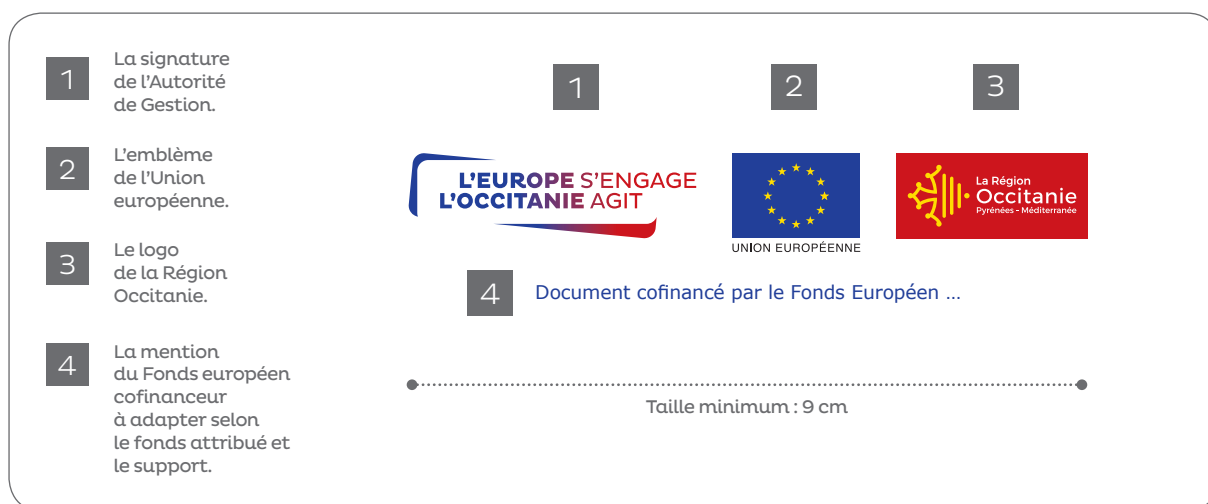 1
La signature
de l'Autorité
de Gestion.
2
L'emblème
de l'Union
européenne.
3
Le logo
de la Région
Occitanie.
4
La mention
du Fonds européen
cofinanceur
à adapter selon
le fonds attribué et
le support.
1
2
3
L'EUROPE S'ENGAGE
L'OCCITANIE AGIT
UNION EUROPÉENNE
La Région
Occitanie
Pyrénées - Méditerranée
4
Document cofinancé par le Fonds Européen ...
Taille minimum : 9 cm